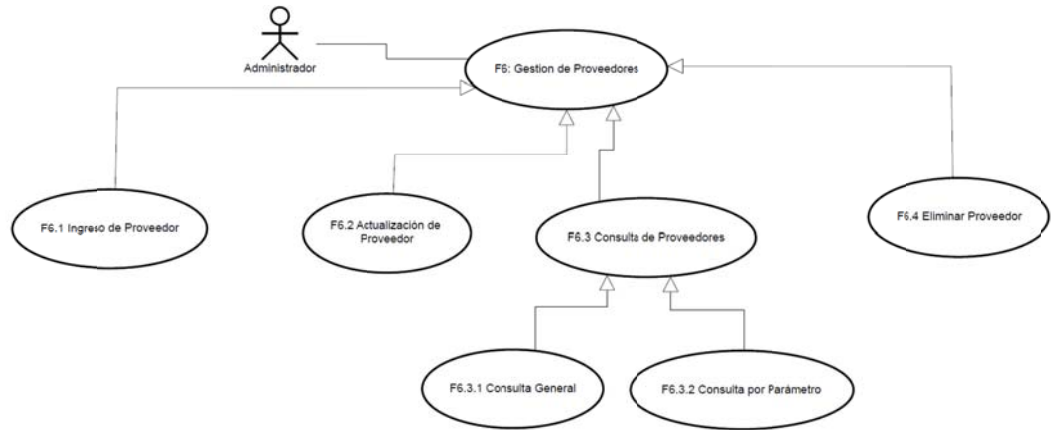 Administrador
F6: Gestion de Proveedores
F6.1 Ingreso de Proveedor
F6.2 Actualización de
Proveedor
F6.3 Consulta de Proveedores
F6.4 Eliminar Proveedor
F6.3.1 Consulta General
F6.3.2 Consulta por Parámetro